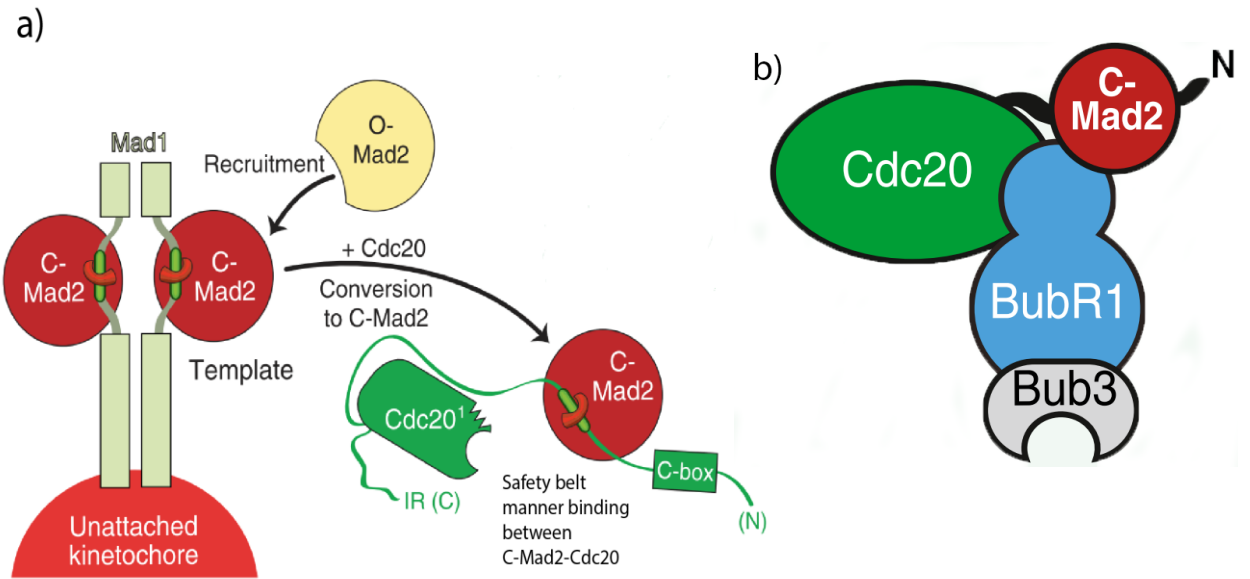 a)
Mad1
O-
Mad2
Recruitment
C-
Mad2
C-
Mad2
+ Cdc20
Conversion
to C-Mad2
Template
C-
Mad2
Cdc20¹
C-box
IR (C)
(N)
Safety belt
manner binding
between
C-Mad2-Cdc20
Unattached
kinetochore
b)
N
C-
Mad2
Cdc20
BubR1
Bub3